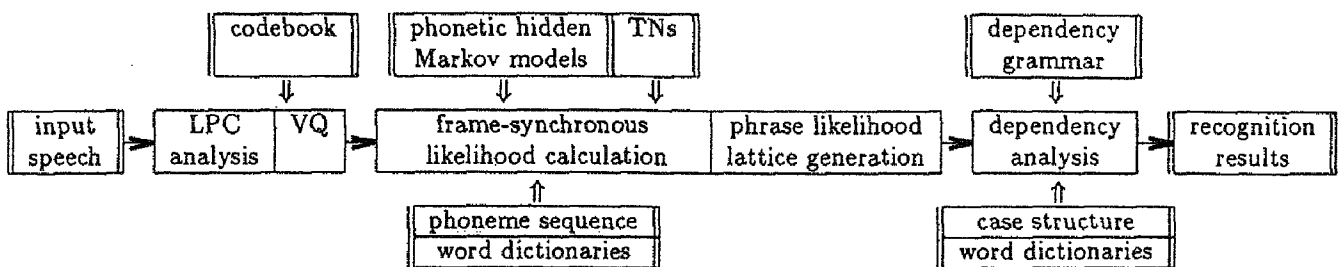 codebook
phonetic hidden
Markov models
TNs
dependency
grammar
input
speech
LPC
analysis
VQ
frame-synchronous
likelihood calculation
phrase likelihood
lattice generation
dependency
analysis
recognition
results
phoneme sequence
word dictionaries
case structure
word dictionaries